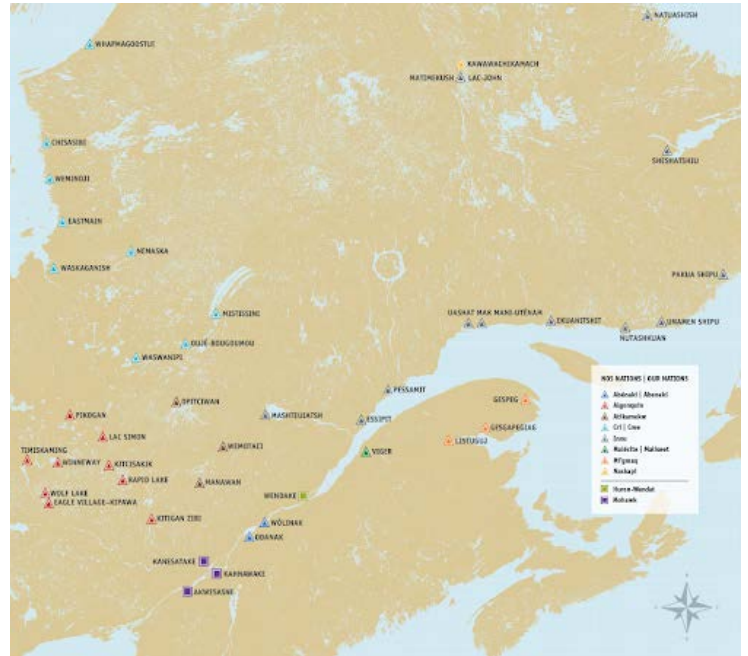 NATUASHISH
WHAPMAGOOSTUI
KAWAWACHIKAMACH
MATIMEKUSH LAC-JOHN
CHISASIBI
SHESHATSHIU
WEMINDJI
EASTMAIN
NEMASKA
WASKAGANISH
PAKUA SHIPU
MISTISSINI
UASHAT MAK MANI-UTENAM
EKUANITSHIT
UNAMEN SHIPU
NUTASHKUAN
OUJÉ-BOUGOUMOU
WASWANIPI
NOS NATIONS | OUR NATIONS
Abénaki | Abenaki
Algonquin
Atikamekw
Cri | Cree
Innu
Malécite | Maliseet
Mi'gmaq
Naskapi
Huron-Wendat
Mohawk
PESSAMIT
OPITCIWAN
GESPEG
PIKOGAN
MASHTEUIATSH
ESSIPIT
GESGAPEGIAG
LAC SIMON
LISTUGUJ
WEMOTACI
VIGER
TIMISKAMING
WINNEWAY
KITCISAKIK
RAPID LAKE
MANAWAN
WOLF LAKE
WENDAKE
EAGLE VILLAGE-KIPAWA
KITIGAN ZIBI
WÔLINAK
ODANAK
KANESATAKE
KAHNAWAKE
AKWESASNE